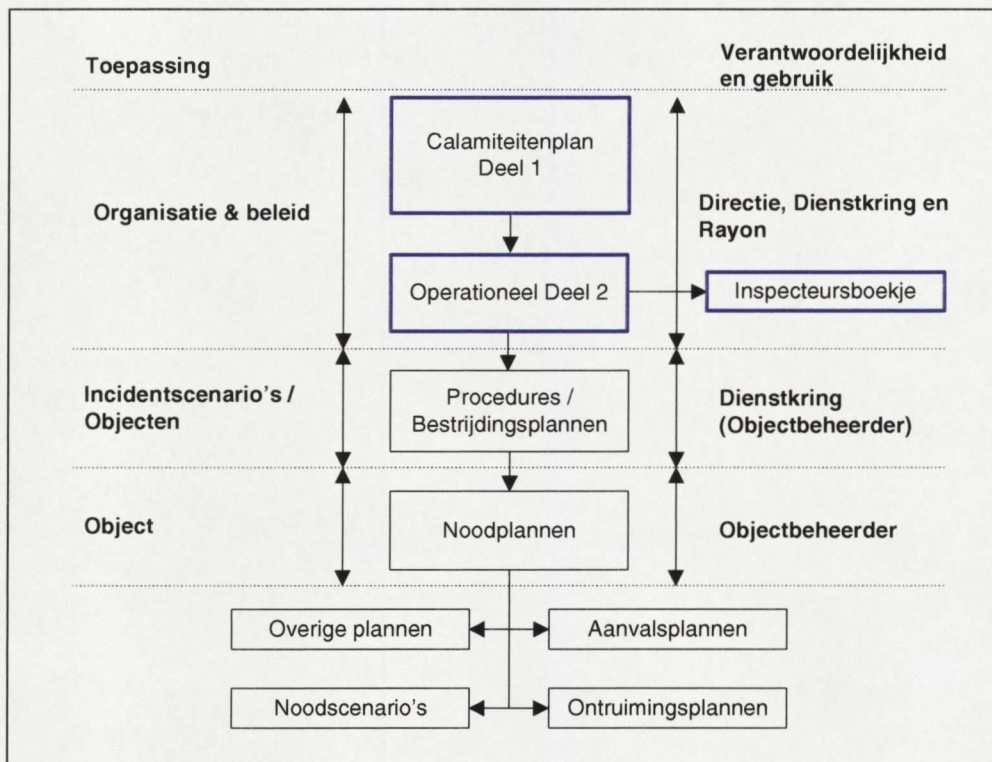 Toepassing
Verantwoordelijkheid
en gebruik
Calamiteitenplan
Deel 1
Organisatie & beleid
Directie, Dienstkring en
Rayon
Operationeel Deel 2
Inspecteursboekje
Incidentscenario's /
Objecten
Procedures /
Bestrijdingsplannen
Dienstkring
(Objectbeheerder)
Object
Noodplannen
Objectbeheerder
Overige plannen
Aanvalsplannen
Noodscenario's
Ontruimingsplannen